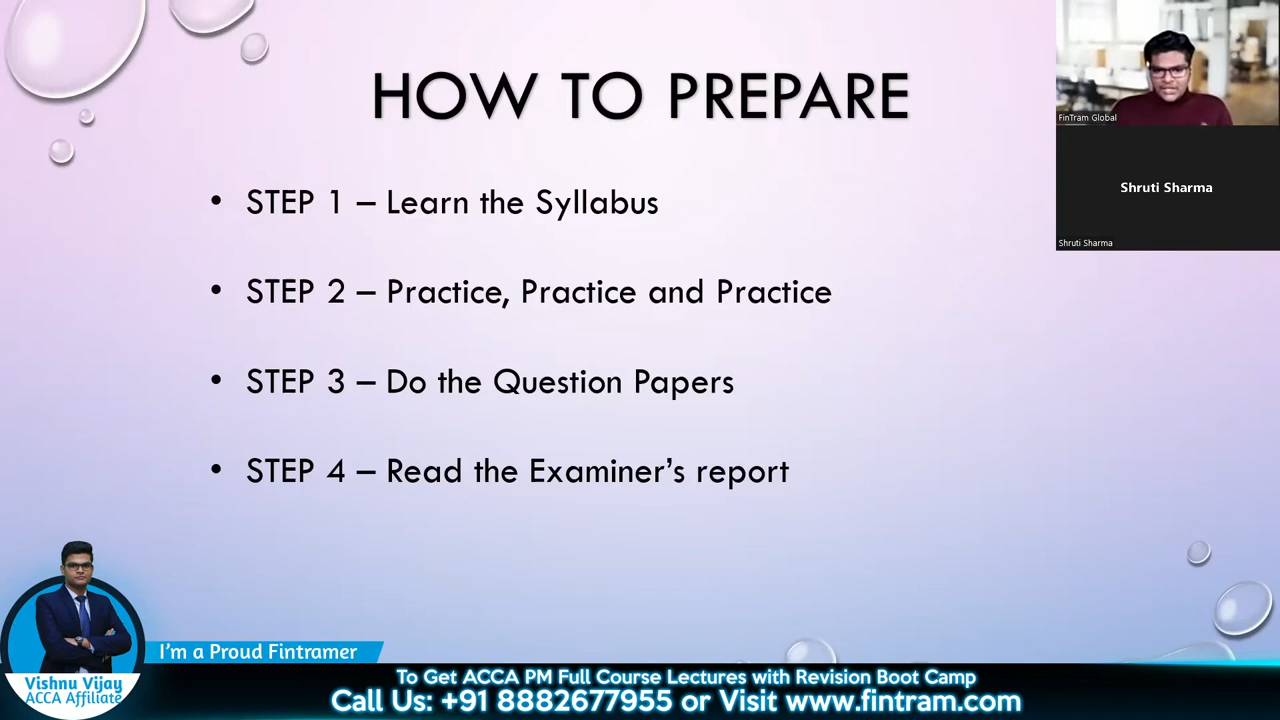 HOW TO PREPARE
FinTram Global
Shruti Sharma
Shruti Sharma
• STEP 1 – Learn the Syllabus
• STEP 2 – Practice, Practice and Practice
• STEP 3 – Do the Question Papers
• STEP 4 – Read the Examiner’s report
I’m a Proud Fintramer
Vishnu Vijay
ACCA Affiliate
To Get ACCA PM Full Course Lectures with Revision Boot Camp
Call Us: +91 8882677955 or Visit www.fintram.com